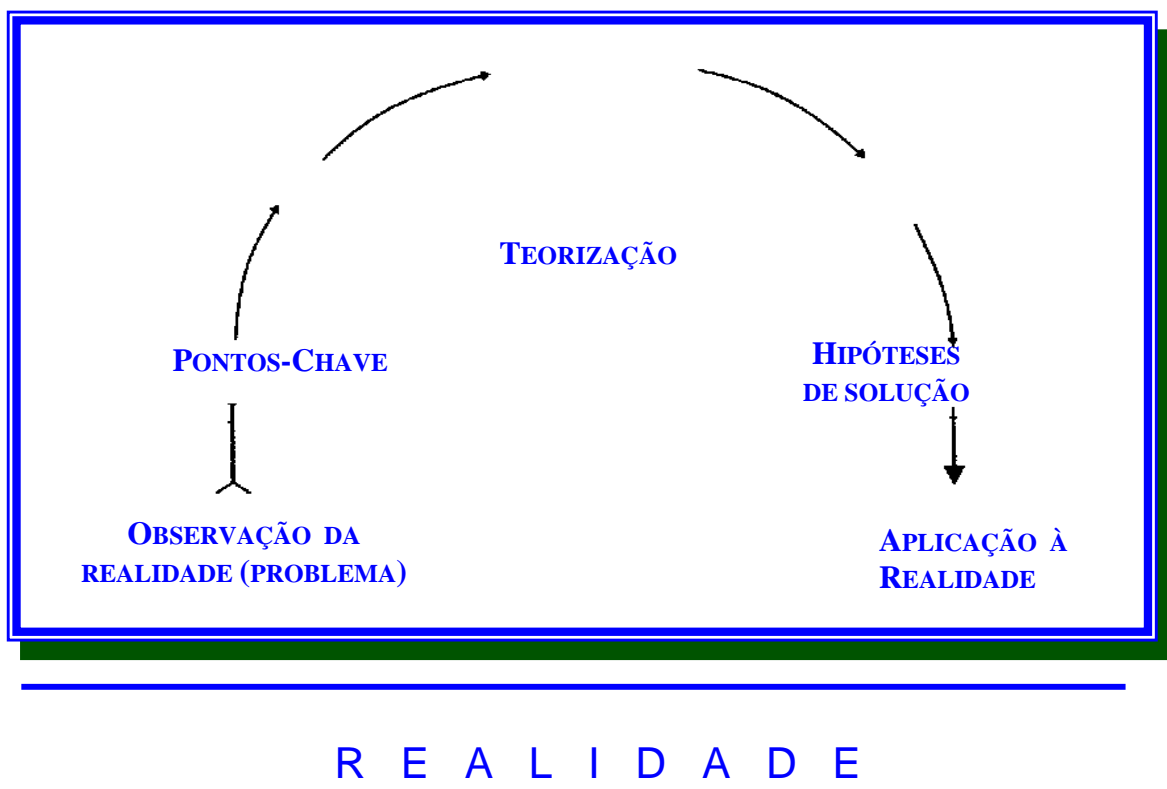 TEORIZAÇÃO
PONTOS-CHAVE
HIPÓTESES
DE SOLUÇÃO
OBSERVAÇÃO DA
REALIDADE (PROBLEMA)
APLICAÇÃO À
REALIDADE
R E A L I D A D E